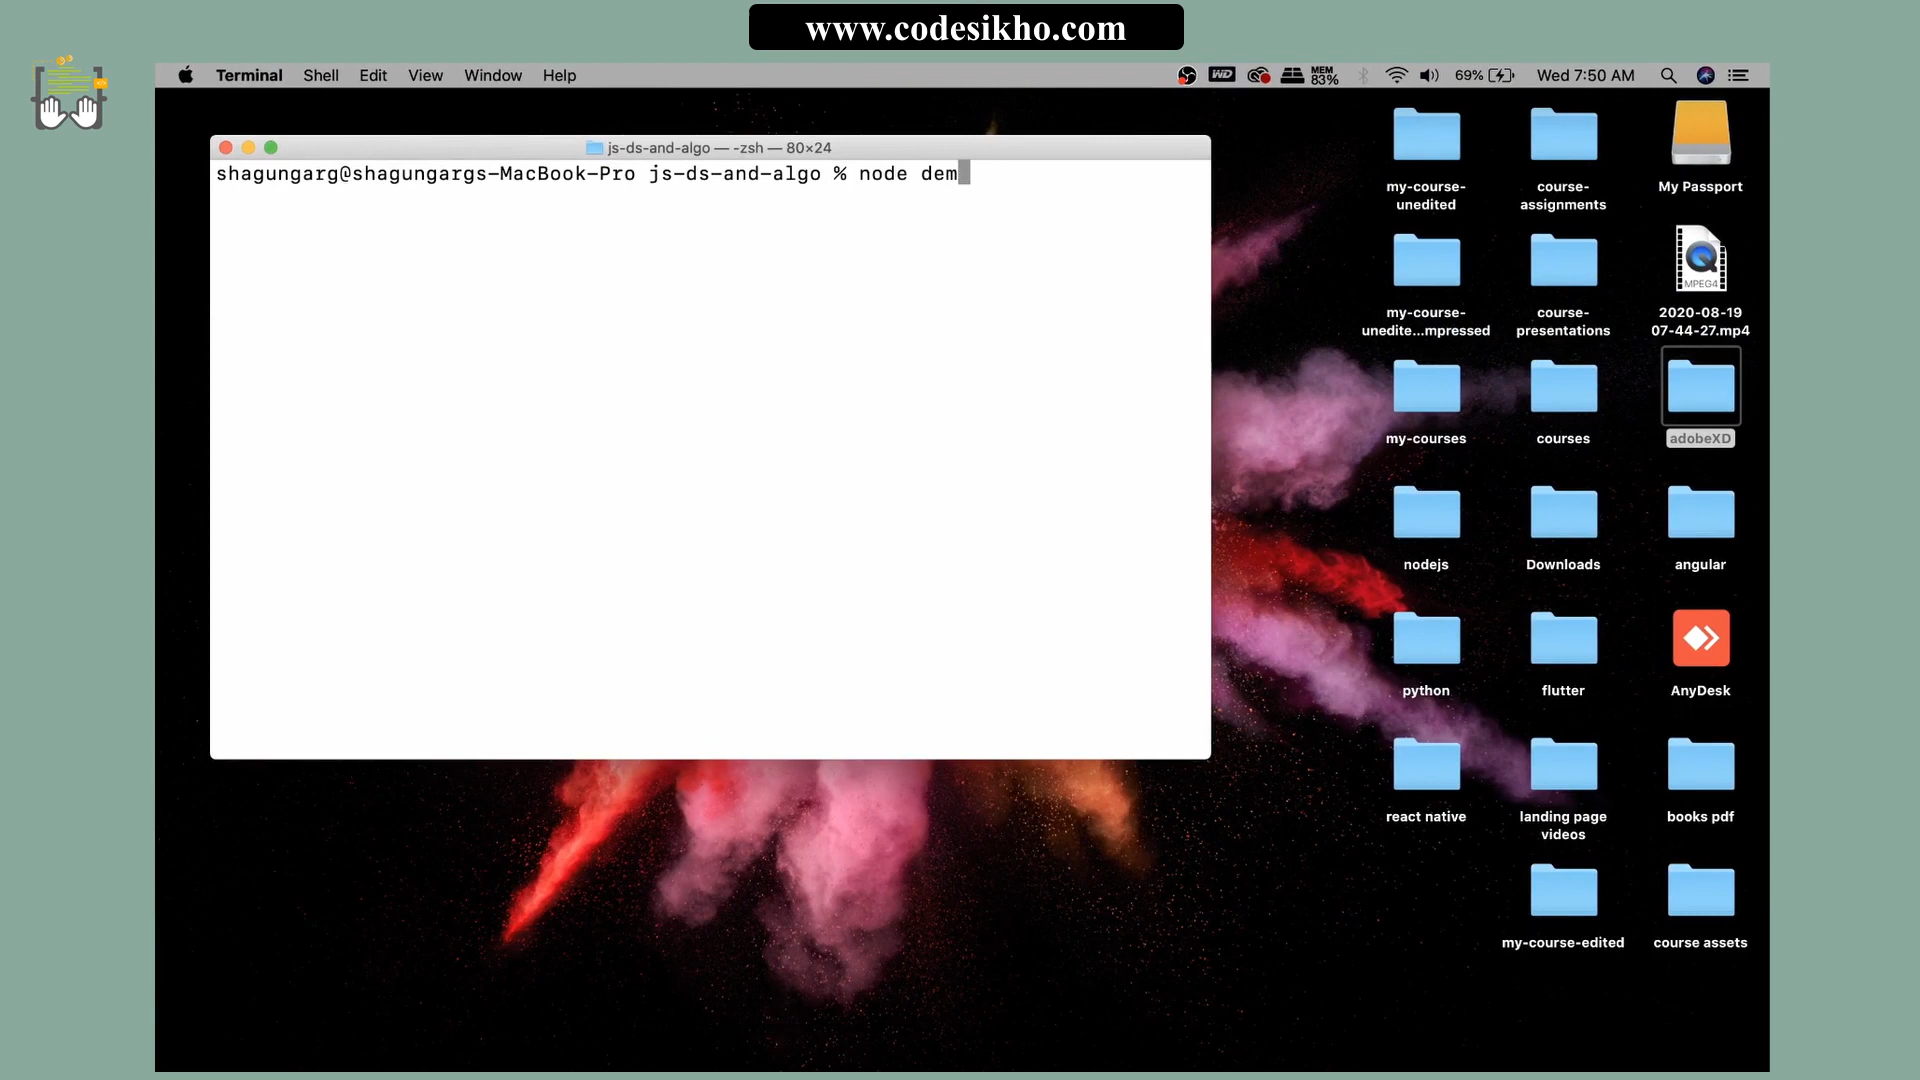 www.codesikho.com
Terminal Shell Edit View Window Help
WD MEM 83% 69% Wed 7:50 AM
js-ds-and-algo — -zsh — 80×24
shagungarg@shagungargs-MacBook-Pro js-ds-and-algo % node dem
my-course-
unedited
course-
assignments
My Passport
my-course-
unedite...mpressed
course-
presentations
MPEG4
2020-08-19
07-44-27.mp4
my-courses
courses
adobeXD
nodejs
Downloads
angular
python
flutter
AnyDesk
react native
landing page
videos
books pdf
my-course-edited
course assets